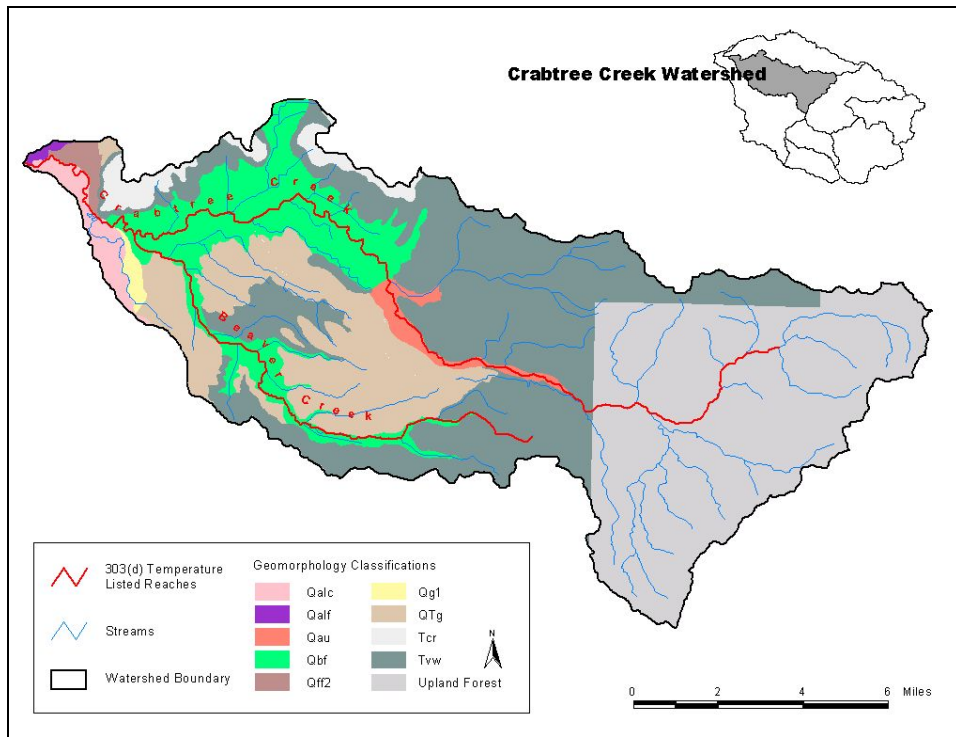 Crabtree Creek Watershed
Crabtree Creek
Beaver
Creek
303(d) Temperature
Listed Reaches
Streams
Watershed Boundary
Geomorphology Classifications
Qalc
Qalf
Qau
Qbf
Qff2
Qg1
QTg
Tcr
Tvw
Upland Forest
N
0 2 4 6 Miles